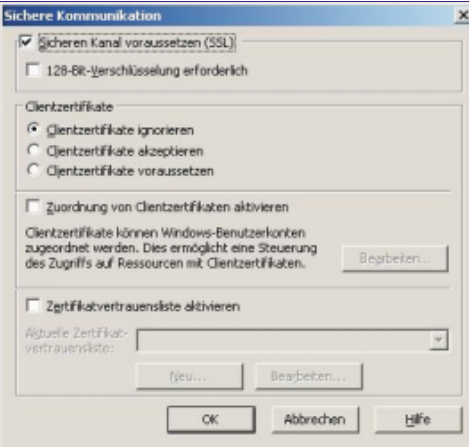 Sichere Kommunikation
Sicheren Kanal voraussetzen (SSL)
128-Bit-Verschlüsselung erforderlich
Clientzertifikate
Clientzertifikate ignorieren
Clientzertifikate akzeptieren
Clientzertifikate voraussetzen
Zuordnung von Clientzertifikaten aktivieren
Clientzertifikate können Windows-Benutzerkonten
zugeordnet werden. Dies ermöglicht eine Steuerung
des Zugriffs auf Ressourcen mit Clientzertifikaten.
Bearbeiten...
Zertifikatvertrauensliste aktivieren
Aktuelle Zertifikat-
vertrauensliste:
Neu...
Bearbeiten...
OK
Abbrechen
Hilfe